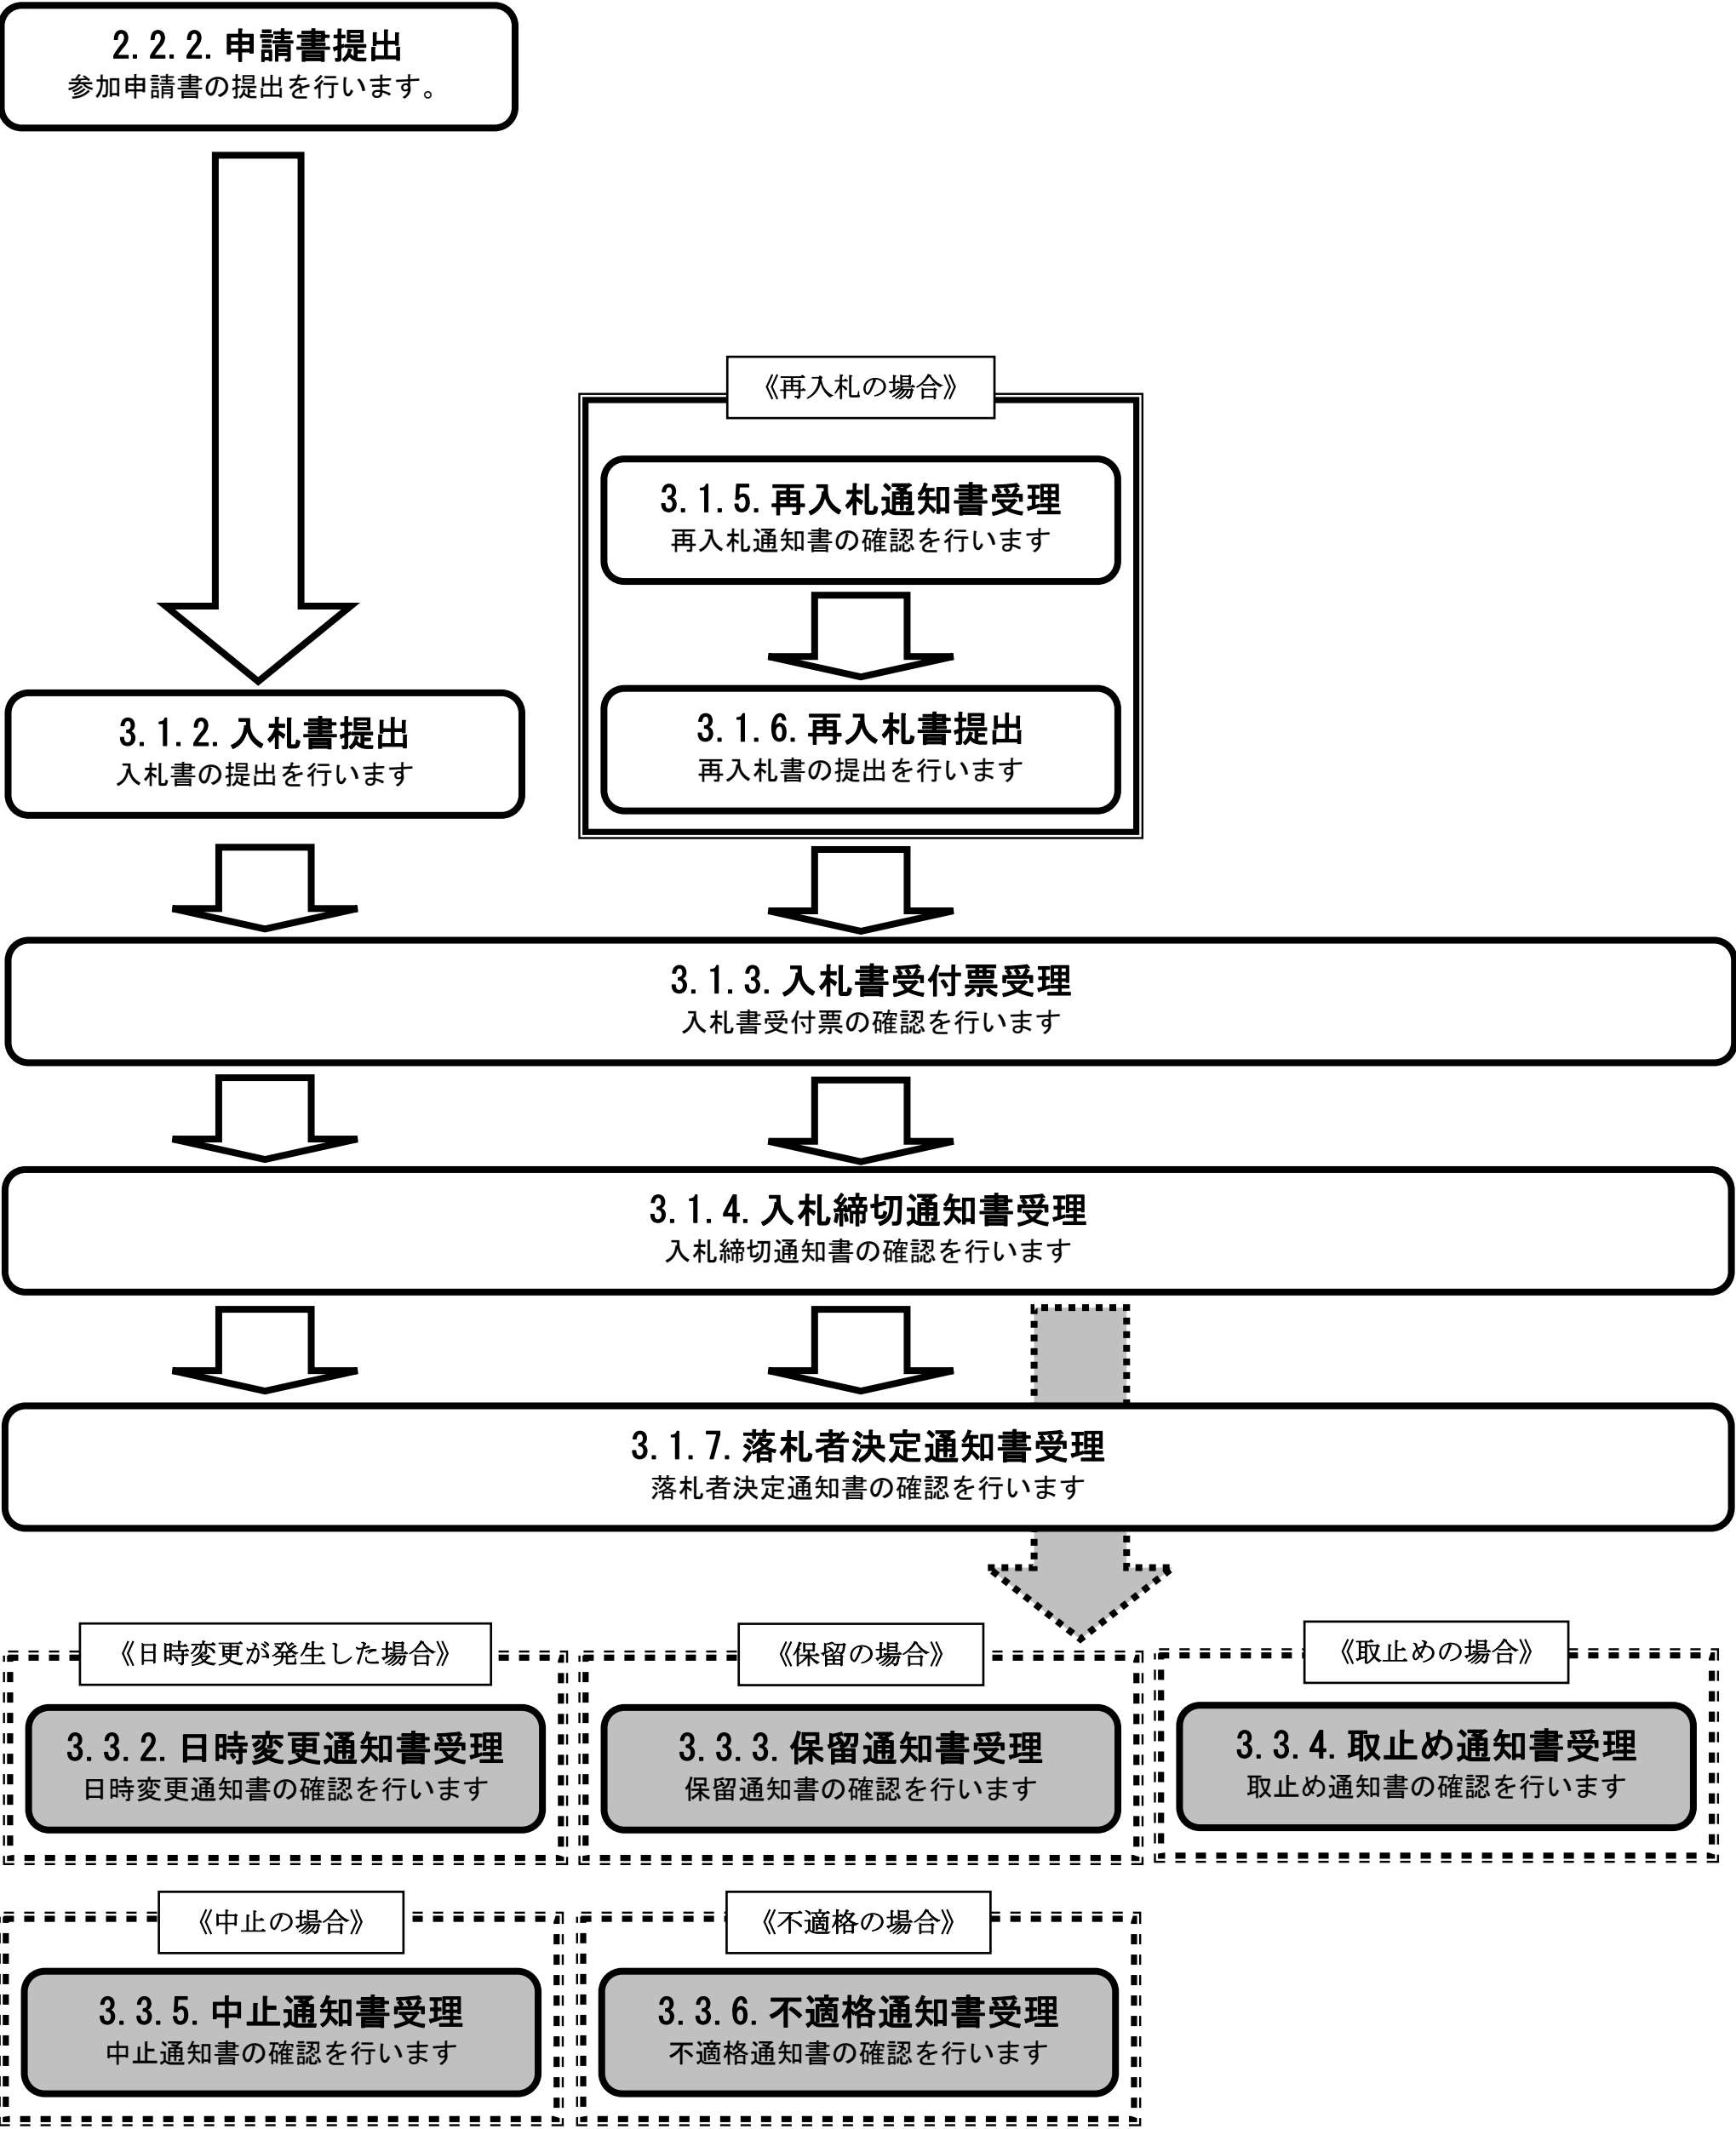 2.2.2.申請書提出
参加申請書の提出を行います。
《再入札の場合》
3.1.5.再入札通知書受理
再入札通知書の確認を行います
3.1.2.入札書提出
入札書の提出を行います
3.1.6.再入札書提出
再入札書の提出を行います
3.1.3.入札書受付票受理
入札書受付票の確認を行います
3.1.4.入札締切通知書受理
入札締切通知書の確認を行います
3.1.7.落札者決定通知書受理
落札者決定通知書の確認を行います
《日時変更が発生した場合》
3.3.2.日時変更通知書受理
日時変更通知書の確認を行います
《保留の場合》
3.3.3.保留通知書受理
保留通知書の確認を行います
《取止めの場合》
3.3.4.取止め通知書受理
取止め通知書の確認を行います
《中止の場合》
3.3.5.中止通知書受理
中止通知書の確認を行います
《不適格の場合》
3.3.6.不適格通知書受理
不適格通知書の確認を行います